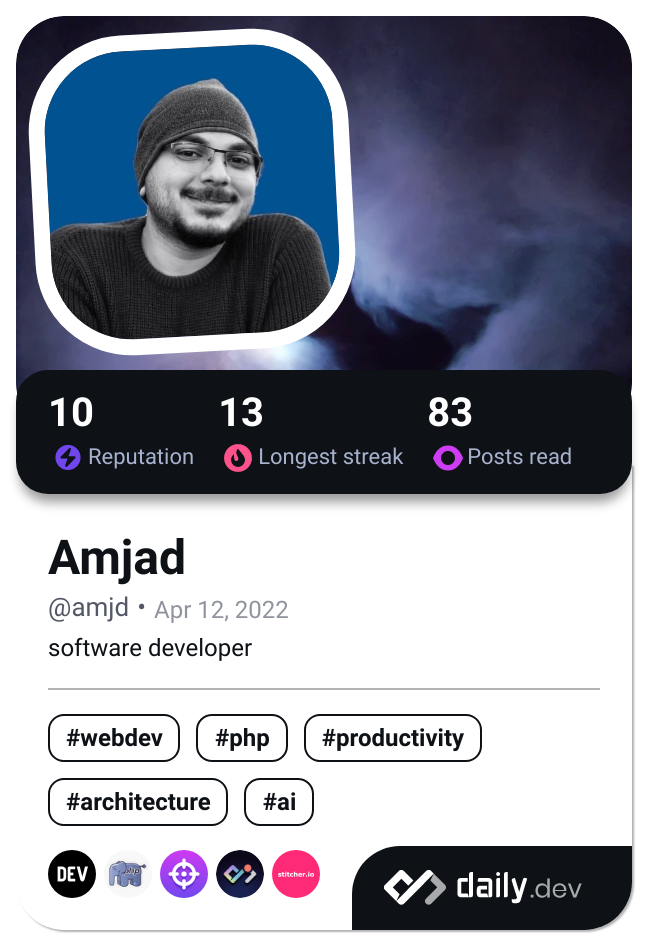 10 13 83
Reputation Longest streak Posts read
Amjad
@amjd • Apr 12, 2022
software developer
#webdev #php #productivity
#architecture #ai
DEV php stitcher.io
daily.dev